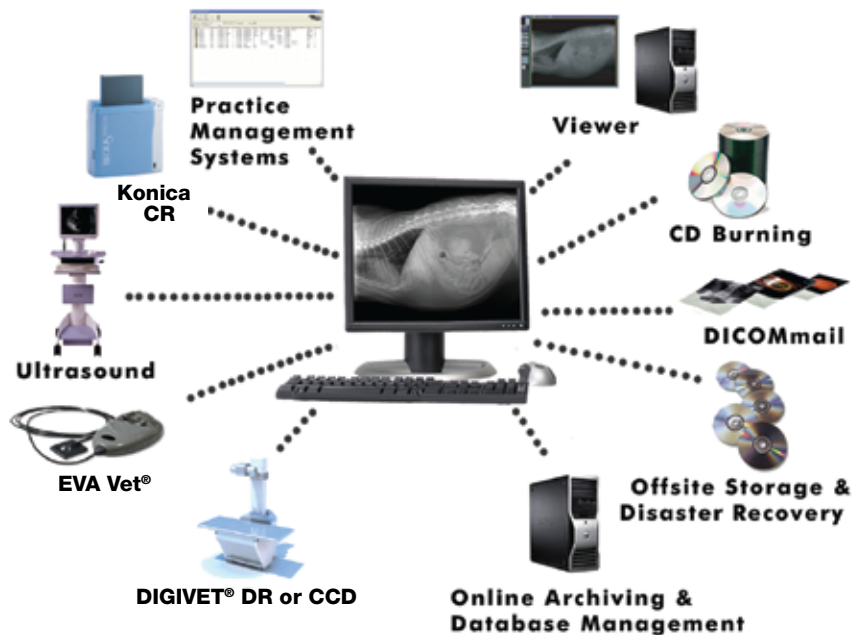 Practice
Management
Systems
Viewer
Konica
CR
CD Burning
Ultrasound
DICOMmail
EVA Vet®
Offsite Storage &
Disaster Recovery
DIGIVET® DR or CCD
Online Archiving &
Database Management